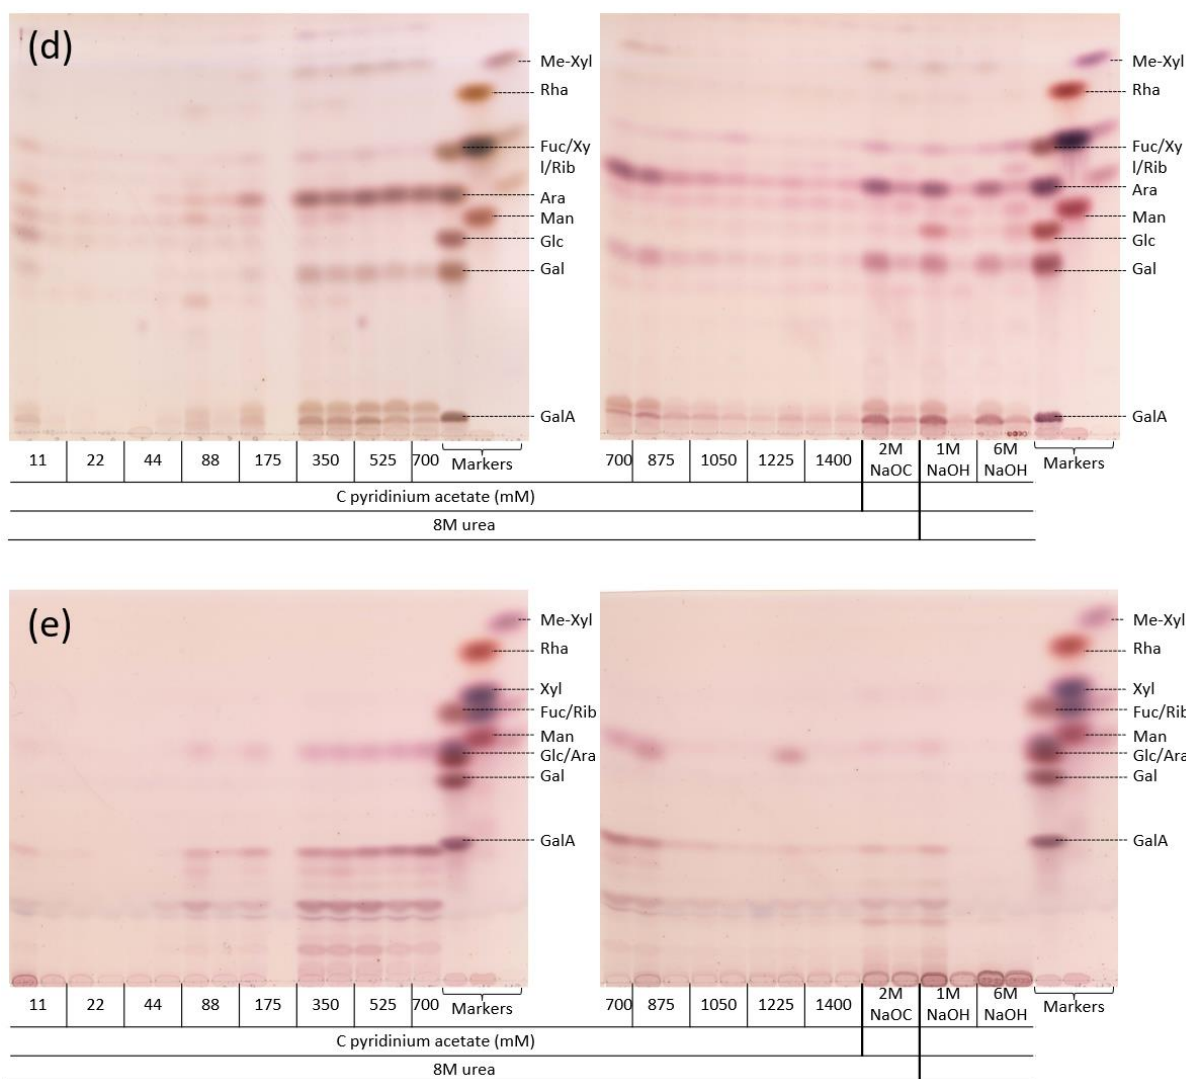 (d)
Me-Xyl
Rha
Fuc/Xy
l/Rib
Ara
Man
Glc
Gal
GalA
11 22 44 88 175 350 525 700 Markers
Me-Xyl
Rha
Fuc/Xy
l/Rib
Ara
Man
Glc
Gal
GalA
700 875 1050 1225 1400 2M NaOC 1M NaOH 6M NaOH Markers
C pyridinium acetate (mM)
8M urea
(e)
Me-Xyl
Rha
Xyl
Fuc/Rib
Man
Glc/Ara
Gal
GalA
11 22 44 88 175 350 525 700 Markers
Me-Xyl
Rha
Xyl
Fuc/Rib
Man
Glc/Ara
Gal
GalA
700 875 1050 1225 1400 2M NaOC 1M NaOH 6M NaOH Markers
C pyridinium acetate (mM)
8M urea